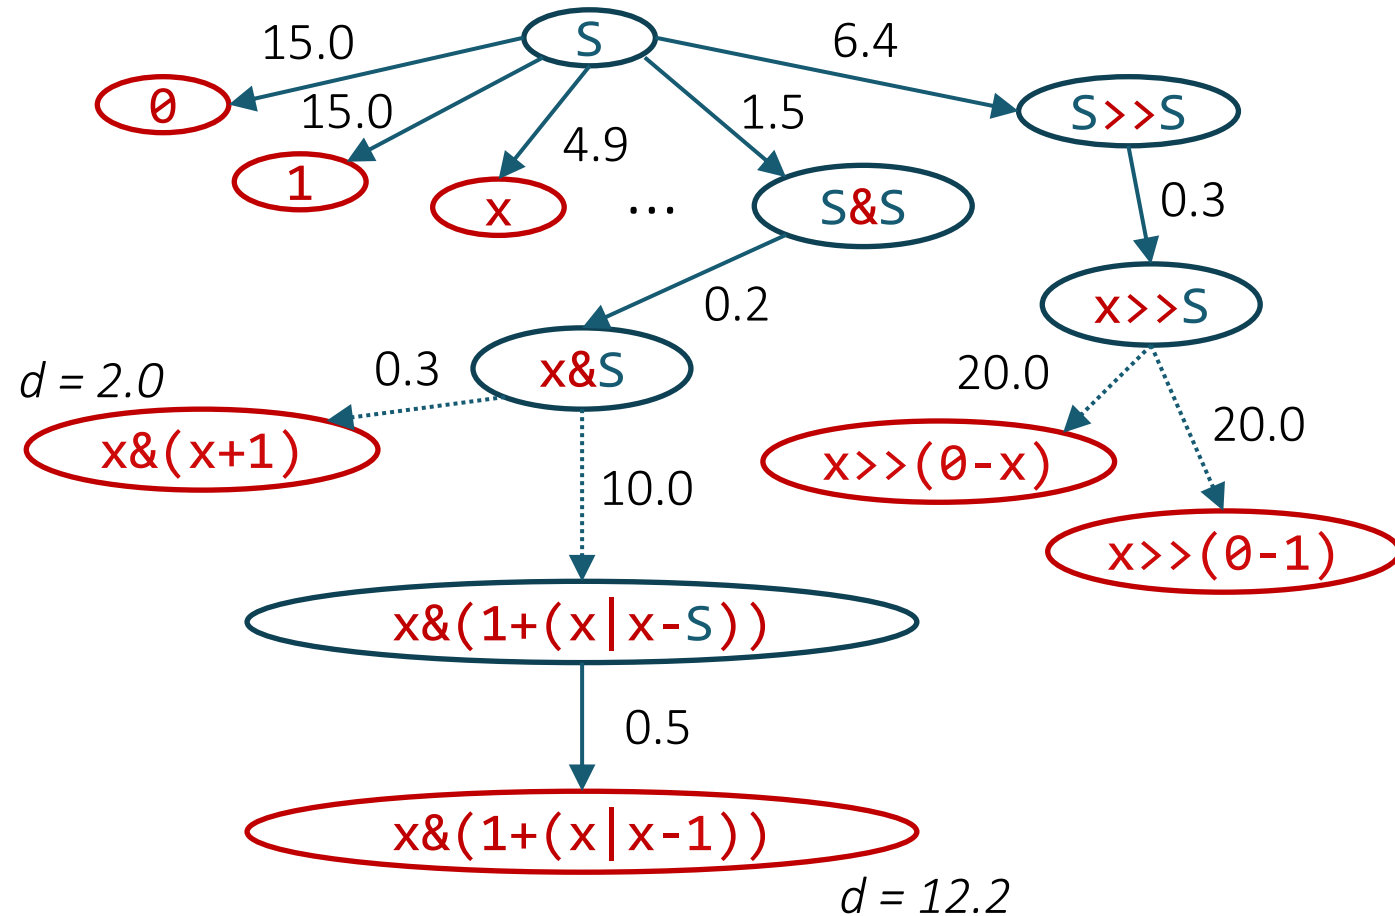 S
15.0
6.4
0
15.0
1.5
S>>S
4.9
1
x
...
S&S
0.3
0.2
x>>S
d = 2.0
0.3
x&S
20.0
20.0
x&(x+1)
x>>(0-x)
10.0
x>>(0-1)
x&(1+(x|x-S))
0.5
x&(1+(x|x-1))
d = 12.2